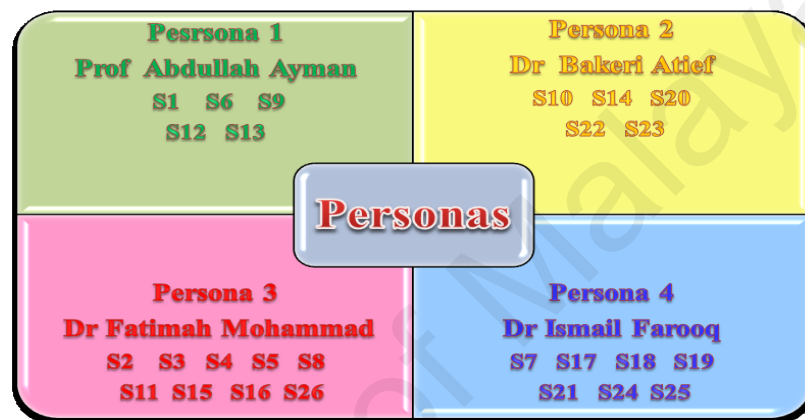 Pesrsona 1
Prof Abdullah Ayman
S1 S6 S9
S12 S13
Persona 2
Dr Bakeri Atief
S10 S14 S20
S22 S23
Personas
Persona 3
Dr Fatimah Mohammad
S2 S3 S4 S5 S8
S11 S15 S16 S26
Persona 4
Dr Ismail Farooq
S7 S17 S18 S19
S21 S24 S25
of Malaya